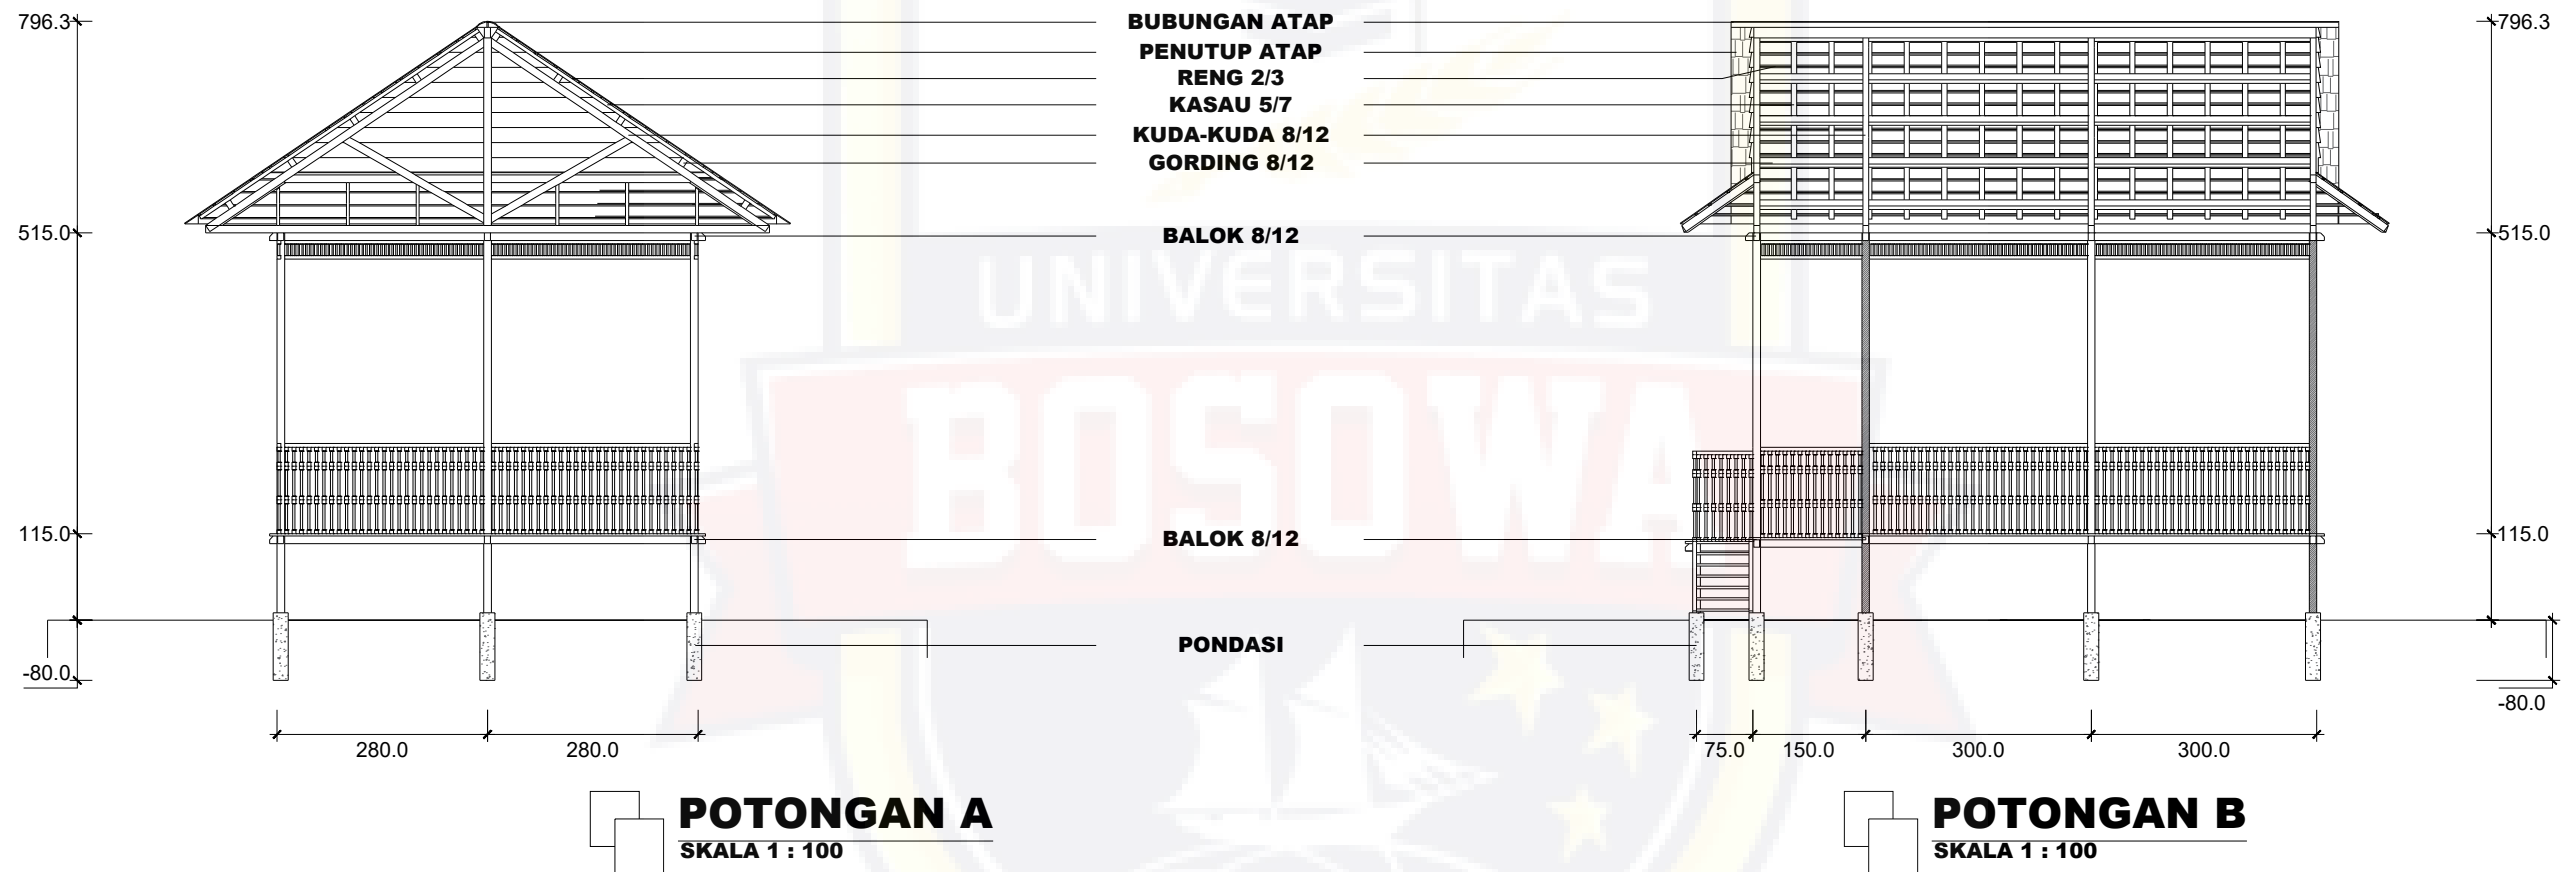 796.3
515.0
115.0
-80.0
280.0 280.0
BUBUNGAN ATAP
PENUTUP ATAP
RENG 2/3
KASAU 5/7
KUDA-KUDA 8/12
GORDING 8/12
BALOK 8/12
BALOK 8/12
PONDASI
796.3
515.0
115.0
-80.0
75.0 150.0 300.0 300.0
UNIVERSITAS
BOSOWA
POTONGAN A
SKALA 1 : 100
POTONGAN B
SKALA 1 : 100